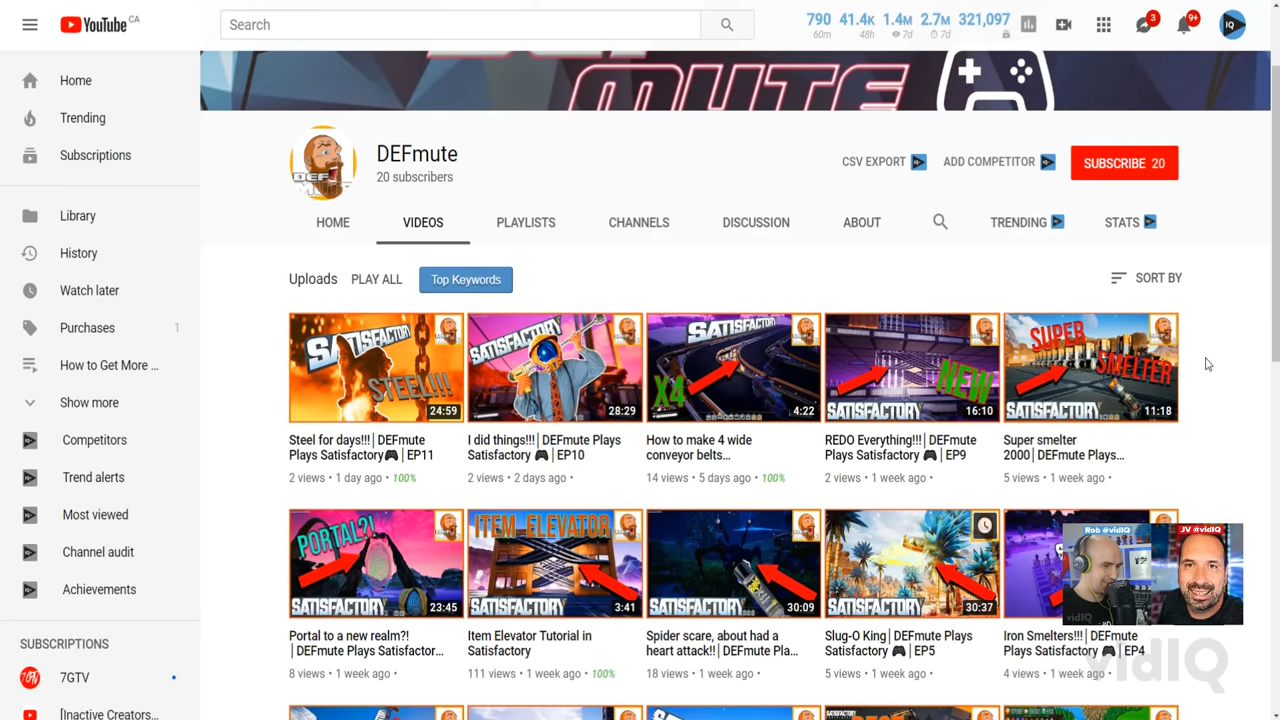 YouTube CA
Search
790 41.4K 1.4M 2.7M 321,097
60m 48h 7d 7d
3
9+
IQ
MUTE
Home
Trending
Subscriptions
Library
History
Watch later
Purchases 1
How to Get More ...
Show more
Competitors
Trend alerts
Most viewed
Channel audit
Achievements
SUBSCRIPTIONS
7GTV
[Inactive Creators...
DEFmute
20 subscribers
CSV EXPORT
ADD COMPETITOR
SUBSCRIBE 20
HOME
VIDEOS
PLAYLISTS
CHANNELS
DISCUSSION
ABOUT
TRENDING
STATS
Uploads PLAY ALL Top Keywords
SORT BY
SATISFACTORY
STEEL!!!
24:59
Steel for days!!!| DEFmute
Plays Satisfactory🎮 | EP11
2 views • 1 day ago • 100%
SATISFACTORY
28:29
I did things!!!| DEFmute Plays
Satisfactory 🎮 | EP10
2 views • 2 days ago •
SATISFACTORY
X4
4:22
How to make 4 wide
conveyor belts...
14 views • 5 days ago • 100%
NEW
SATISFACTORY
16:10
REDO Everything!!!| DEFmute
Plays Satisfactory 🎮 | EP9
2 views • 1 week ago •
SUPER
SMELTER
SATISFACTORY
11:18
Super smelter
2000| DEFmute Plays...
5 views • 1 week ago •
PORTAL?!
SATISFACTORY
23:45
Portal to a new realm?!
| DEFmute Plays Satisfactor...
8 views • 1 week ago •
ITEM ELEVATOR
SATISFACTORY
3:41
Item Elevator Tutorial in
Satisfactory
111 views • 1 week ago • 100%
SATISFACTORY
30:09
Spider scare, about had a
heart attack!!| DEFmute Pla...
18 views • 1 week ago •
SATISFACTORY
30:37
Slug-O King| DEFmute Plays
Satisfactory 🎮 | EP5
5 views • 1 week ago •
SATISFACTORY
Iron Smelters!!!| DEFmute
Plays Satisfactory 🎮 | EP4
4 views • 1 week ago •
Rob @vidIQ
JV @vidIQ
vidIQ
vidIQ